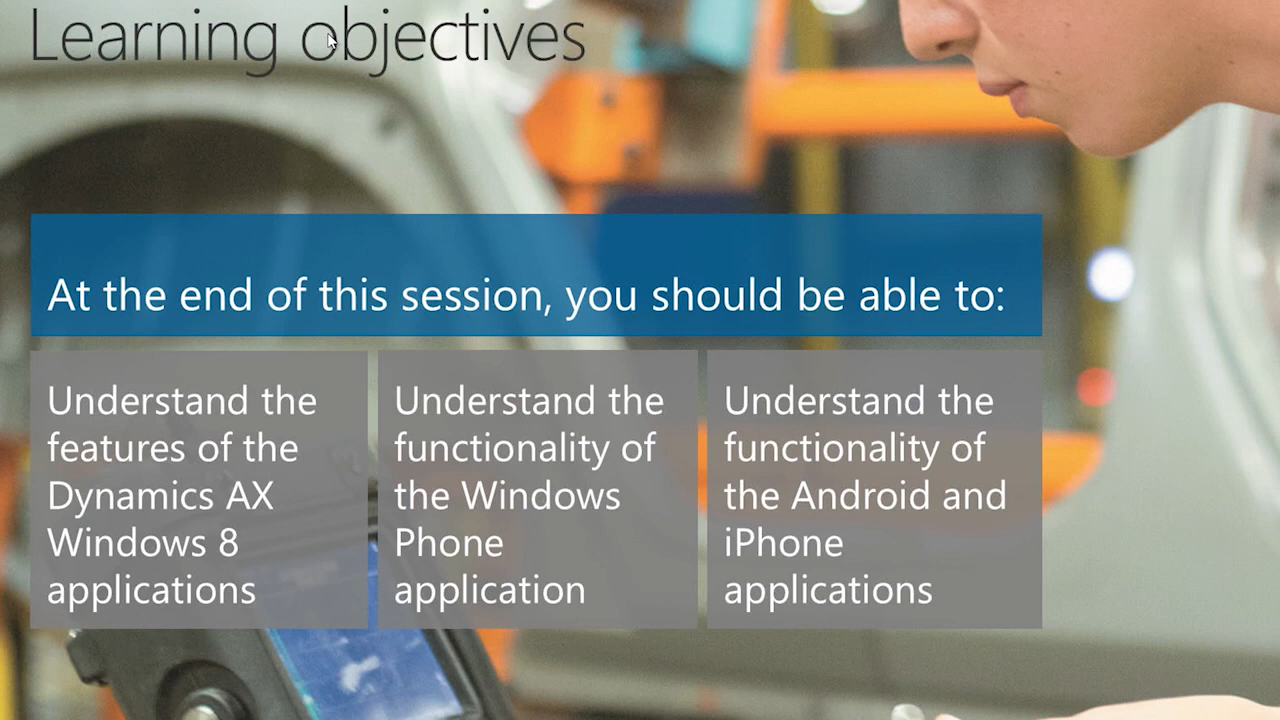 Learning objectives
At the end of this session, you should be able to:
Understand the
features of the
Dynamics AX
Windows 8
applications
Understand the
functionality of
the Windows
Phone
application
Understand the
functionality of
the Android and
iPhone
applications